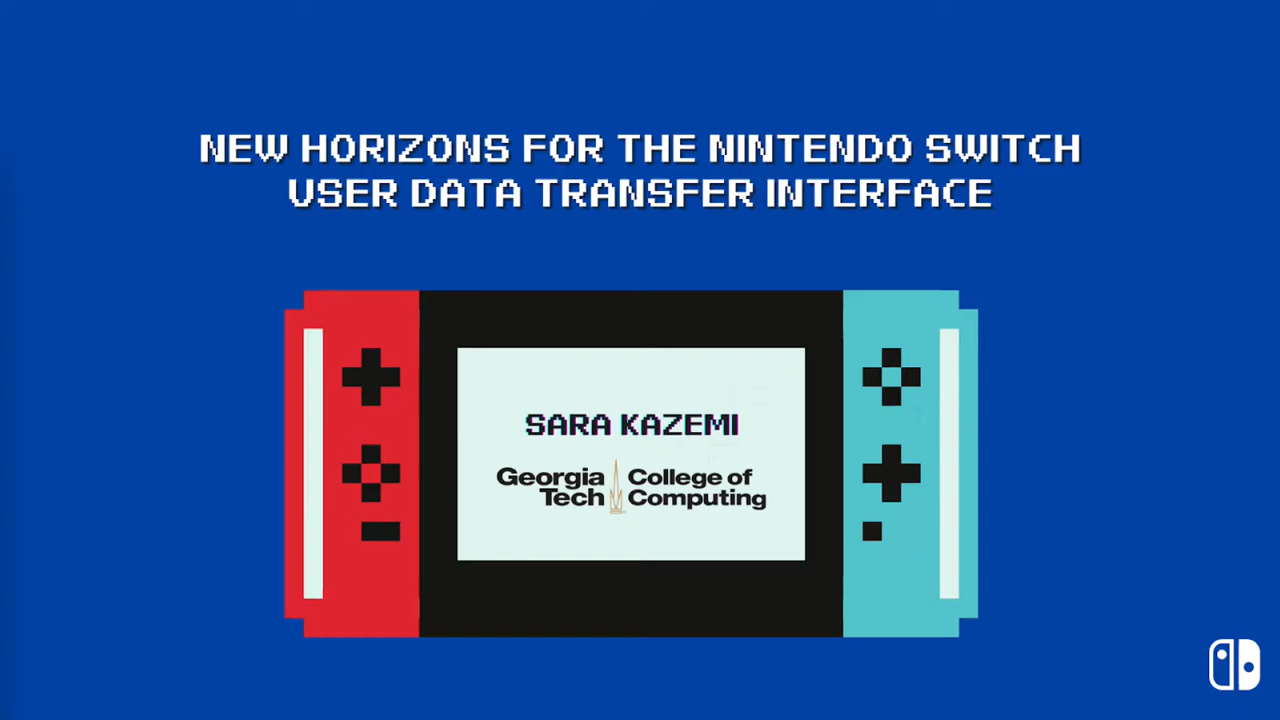 NEW HORIZONS FOR THE NINTENDO SWITCH
USER DATA TRANSFER INTERFACE
SARA KAZEMI
Georgia Tech
College of Computing